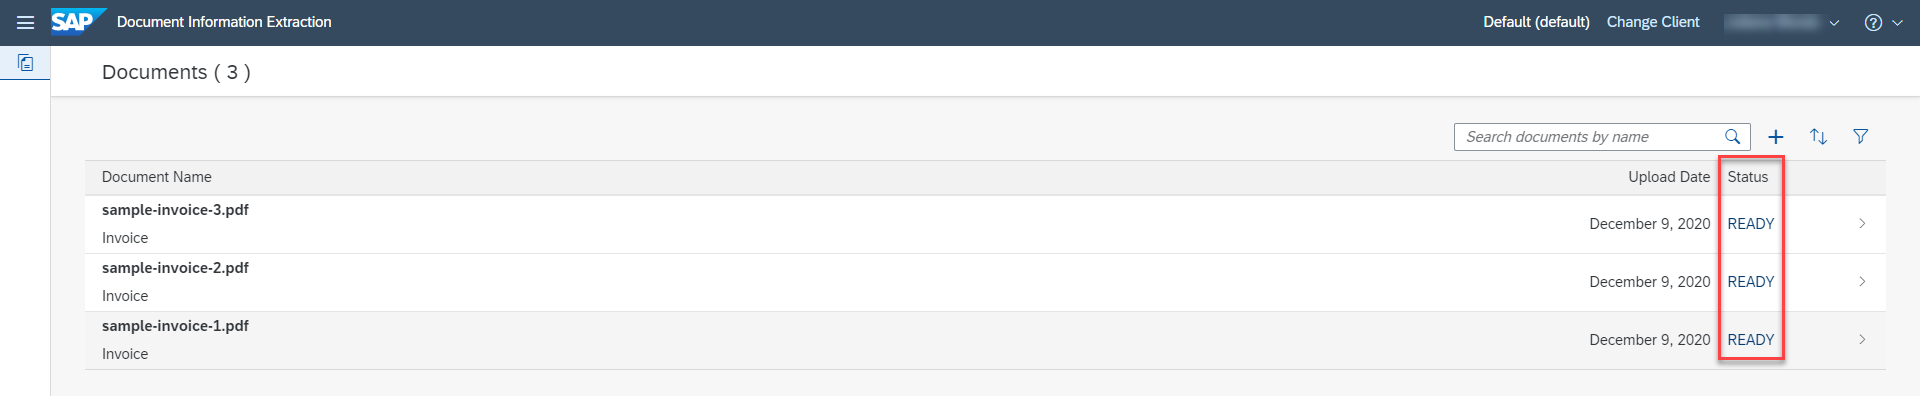 SAP Document Information Extraction Default (default) Change Client
Documents ( 3 )
Search documents by name
Document Name Upload Date Status
sample-invoice-3.pdf
Invoice December 9, 2020 READY
sample-invoice-2.pdf
Invoice December 9, 2020 READY
sample-invoice-1.pdf
Invoice December 9, 2020 READY